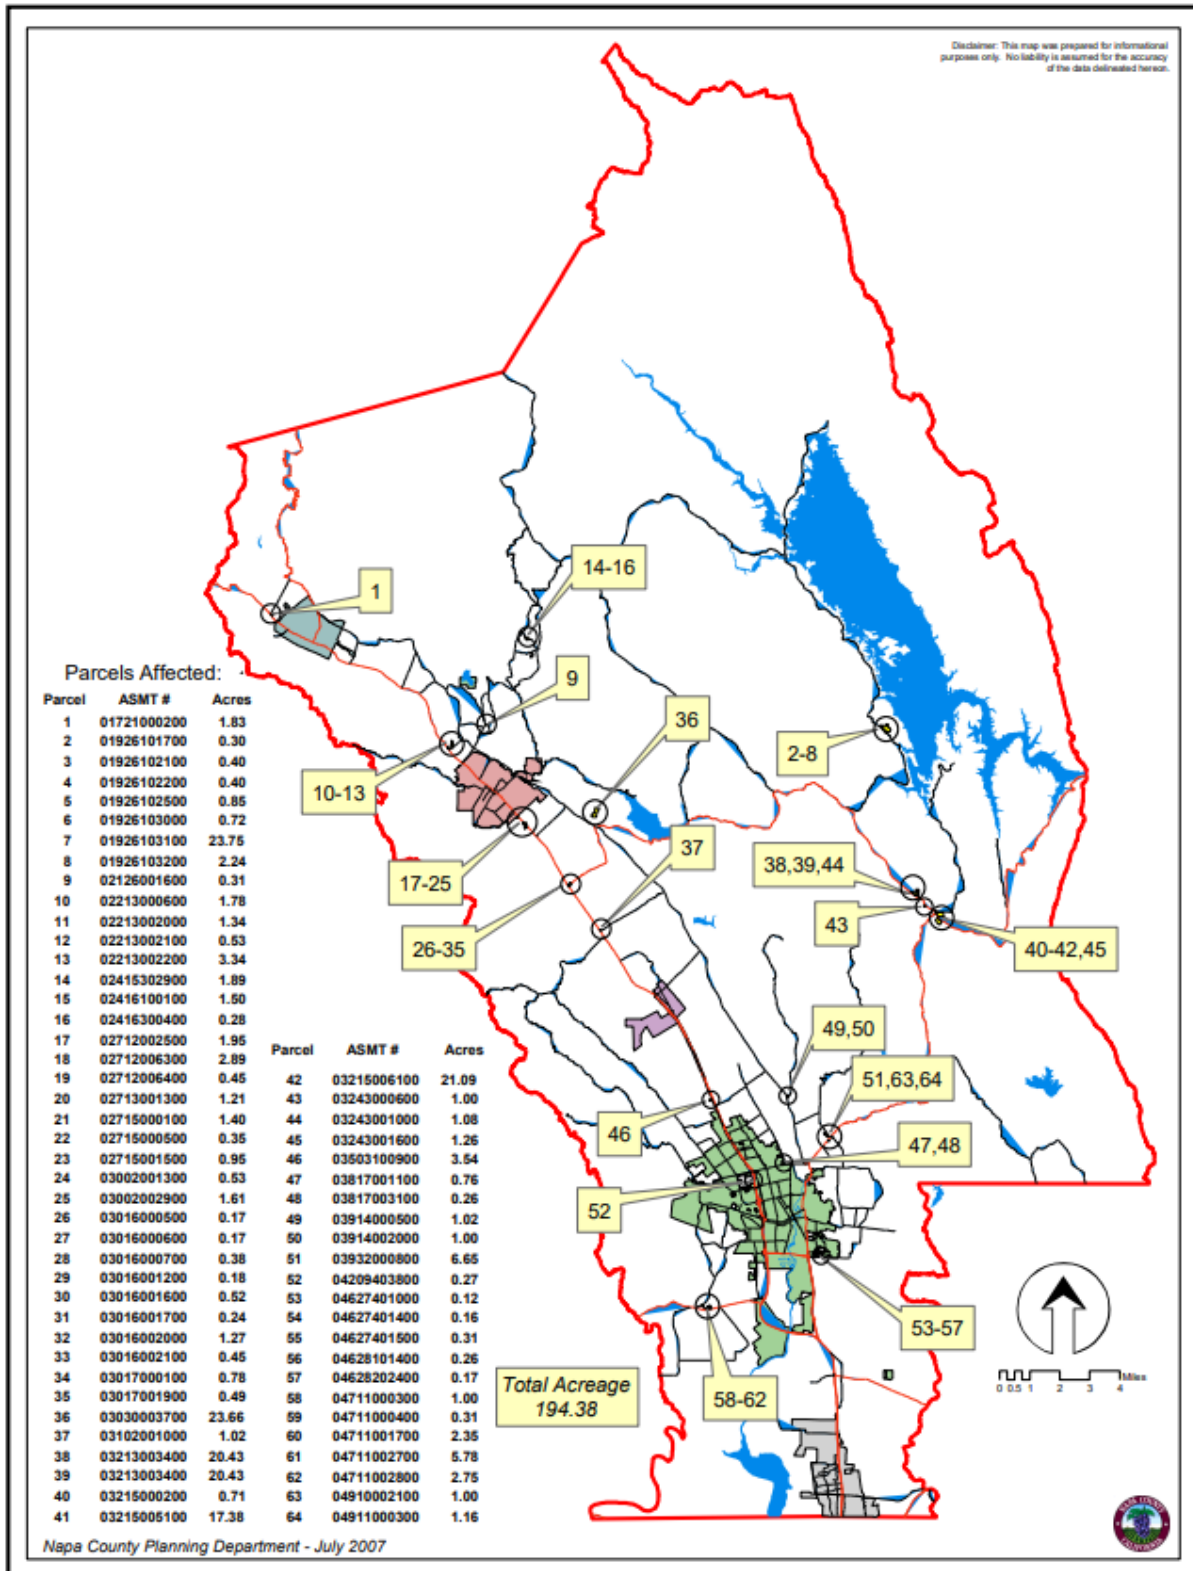 Disclaimer: This map was prepared for informational
purposes only. No liability is assumed for the accuracy
of the data delineated hereon.
14-16
1
9
36
2-8
10-13
37
17-25
38,39,44
43
26-35
40-42,45
49,50
51,63,64
46
47,48
52
53-57
58-62
Parcels Affected:
Parcel ASMT # Acres
1 01721000200 1.83
2 01926101700 0.30
3 01926102100 0.40
4 01926102200 0.40
5 01926102500 0.85
6 01926103000 0.72
7 01926103100 23.75
8 01926103200 2.24
9 02126001600 0.31
10 02213000600 1.78
11 02213002000 1.34
12 02213002100 0.53
13 02213002200 3.34
14 02415302900 1.89
15 02416100100 1.50
16 02416300400 0.28
17 02712002500 1.95
18 02712006300 2.89
19 02712006400 0.45
20 02713001300 1.21
21 02715000100 1.40
22 02715000500 0.35
23 02715001500 0.95
24 03002001300 0.53
25 03002002900 1.61
26 03016000500 0.17
27 03016000600 0.17
28 03016000700 0.38
29 03016001200 0.18
30 03016001600 0.52
31 03016001700 0.24
32 03016002000 1.27
33 03016002100 0.45
34 03017000100 0.78
35 03017001900 0.49
36 03030003700 23.66
37 03102001000 1.02
38 03213003400 20.43
39 03213003400 20.43
40 03215000200 0.71
41 03215005100 17.38
Parcel ASMT # Acres
42 03215006100 21.09
43 03243000600 1.00
44 03243001000 1.08
45 03243001600 1.26
46 03503100900 3.54
47 03817001100 0.76
48 03817003100 0.26
49 03914000500 1.02
50 03914002000 1.00
51 03932000800 6.65
52 04209403800 0.27
53 04627401000 0.12
54 04627401400 0.16
55 04627401500 0.31
56 04628101400 0.26
57 04628202400 0.17
58 04711000300 1.00
59 04711000400 0.31
60 04711001700 2.35
61 04711002700 5.78
62 04711002800 2.75
63 04910002100 1.00
64 04911000300 1.16
Total Acreage
194.38
Miles
0 0.5 1 2 3 4
NAPA COUNTY
CALIFORNIA
Napa County Planning Department - July 2007